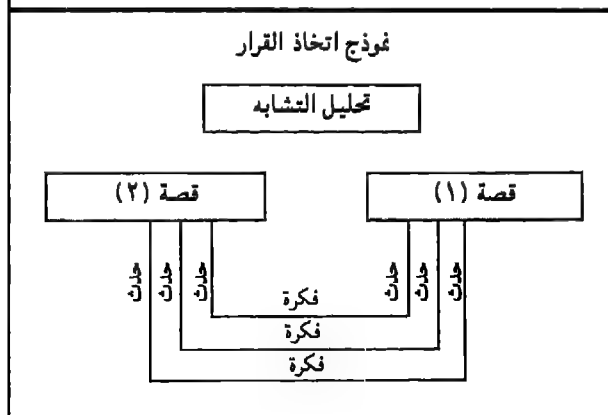 نموذج اتخاذ القرار
تحليل التشابه
قصة (١)
قصة (٢)
حدث
حدث
حدث
حدث
حدث
حدث
فكرة
فكرة
فكرة